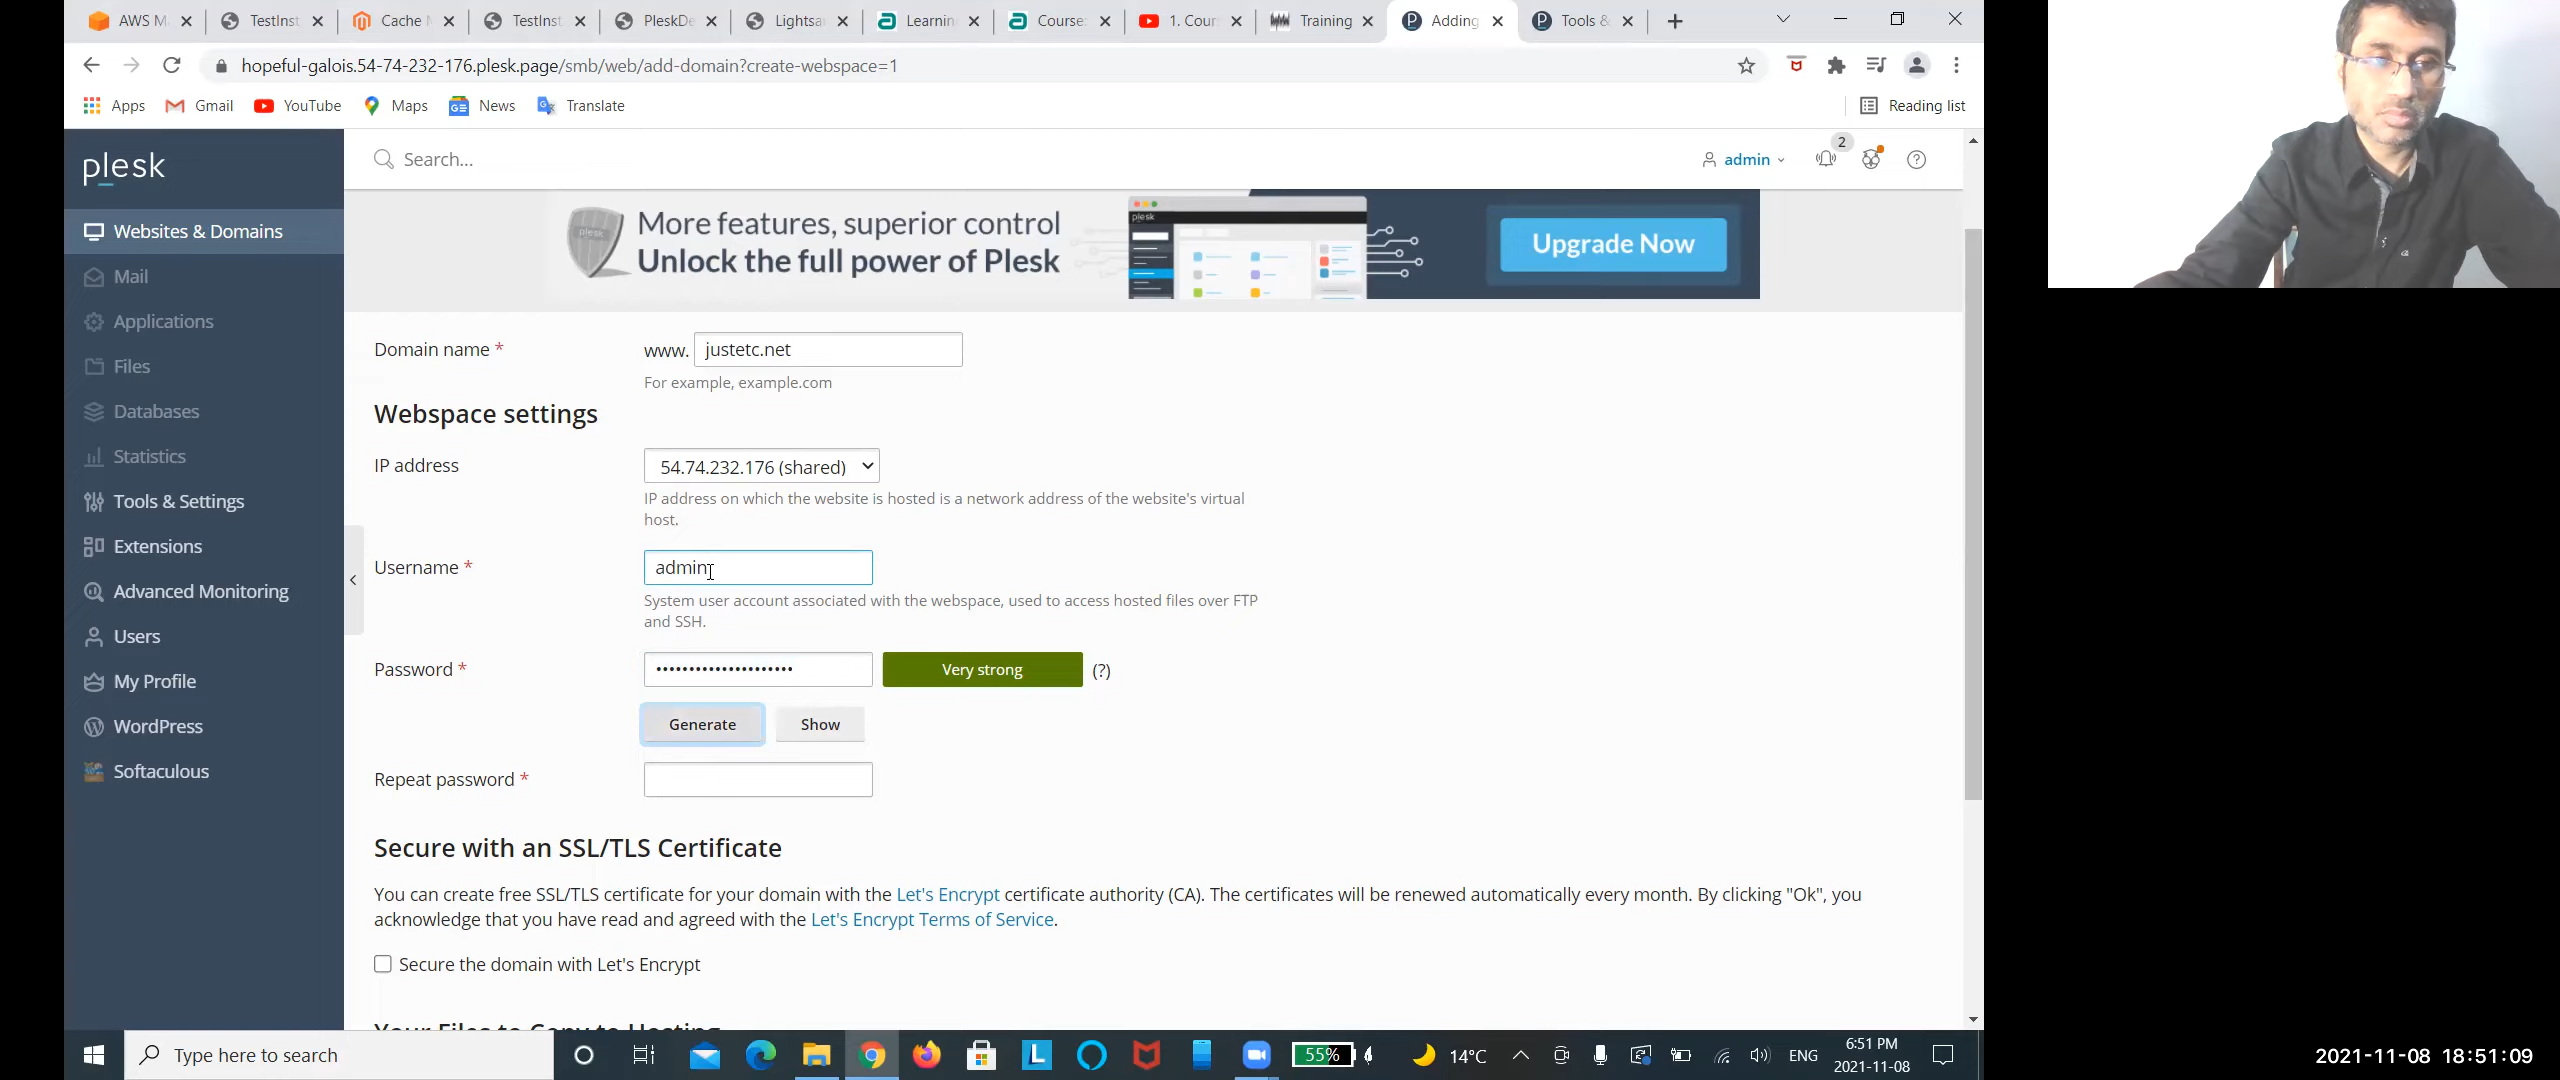 AWS M
TestInst
Cache
TestInst
PleskDe
Lightsa
Learnin
Course
1. Cour
Training
Adding
Tools &
hopeful-galois.54-74-232-176.plesk.page/smb/web/add-domain?create-webspace=1
Apps
Gmail
YouTube
Maps
News
Translate
Reading list
plesk
Search...
admin
2
Websites & Domains
Mail
Applications
Files
Databases
Statistics
Tools & Settings
Extensions
Advanced Monitoring
Users
My Profile
WordPress
Softaculous
More features, superior control
Unlock the full power of Plesk
plesk
plesk
Upgrade Now
Domain name *
www. justetc.net
For example, example.com
Webspace settings
IP address
54.74.232.176 (shared)
IP address on which the website is hosted is a network address of the website's virtual
host.
Username *
admin
System user account associated with the webspace, used to access hosted files over FTP
and SSH.
Password *
Very strong
(?)
Generate
Show
Repeat password *
Secure with an SSL/TLS Certificate
You can create free SSL/TLS certificate for your domain with the Let's Encrypt certificate authority (CA). The certificates will be renewed automatically every month. By clicking "Ok", you
acknowledge that you have read and agreed with the Let's Encrypt Terms of Service.
Secure the domain with Let's Encrypt
Your Files to Copy to Hosting
Type here to search
55%
14°C
ENG
6:51 PM
2021-11-08
2021-11-08 18:51:09